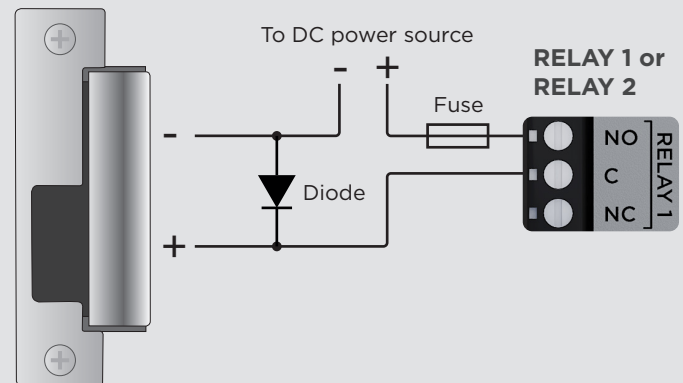 To DC power source
- +
RELAY 1 or
RELAY 2
Fuse
-
NO
C
NC
RELAY 1
Diode
+